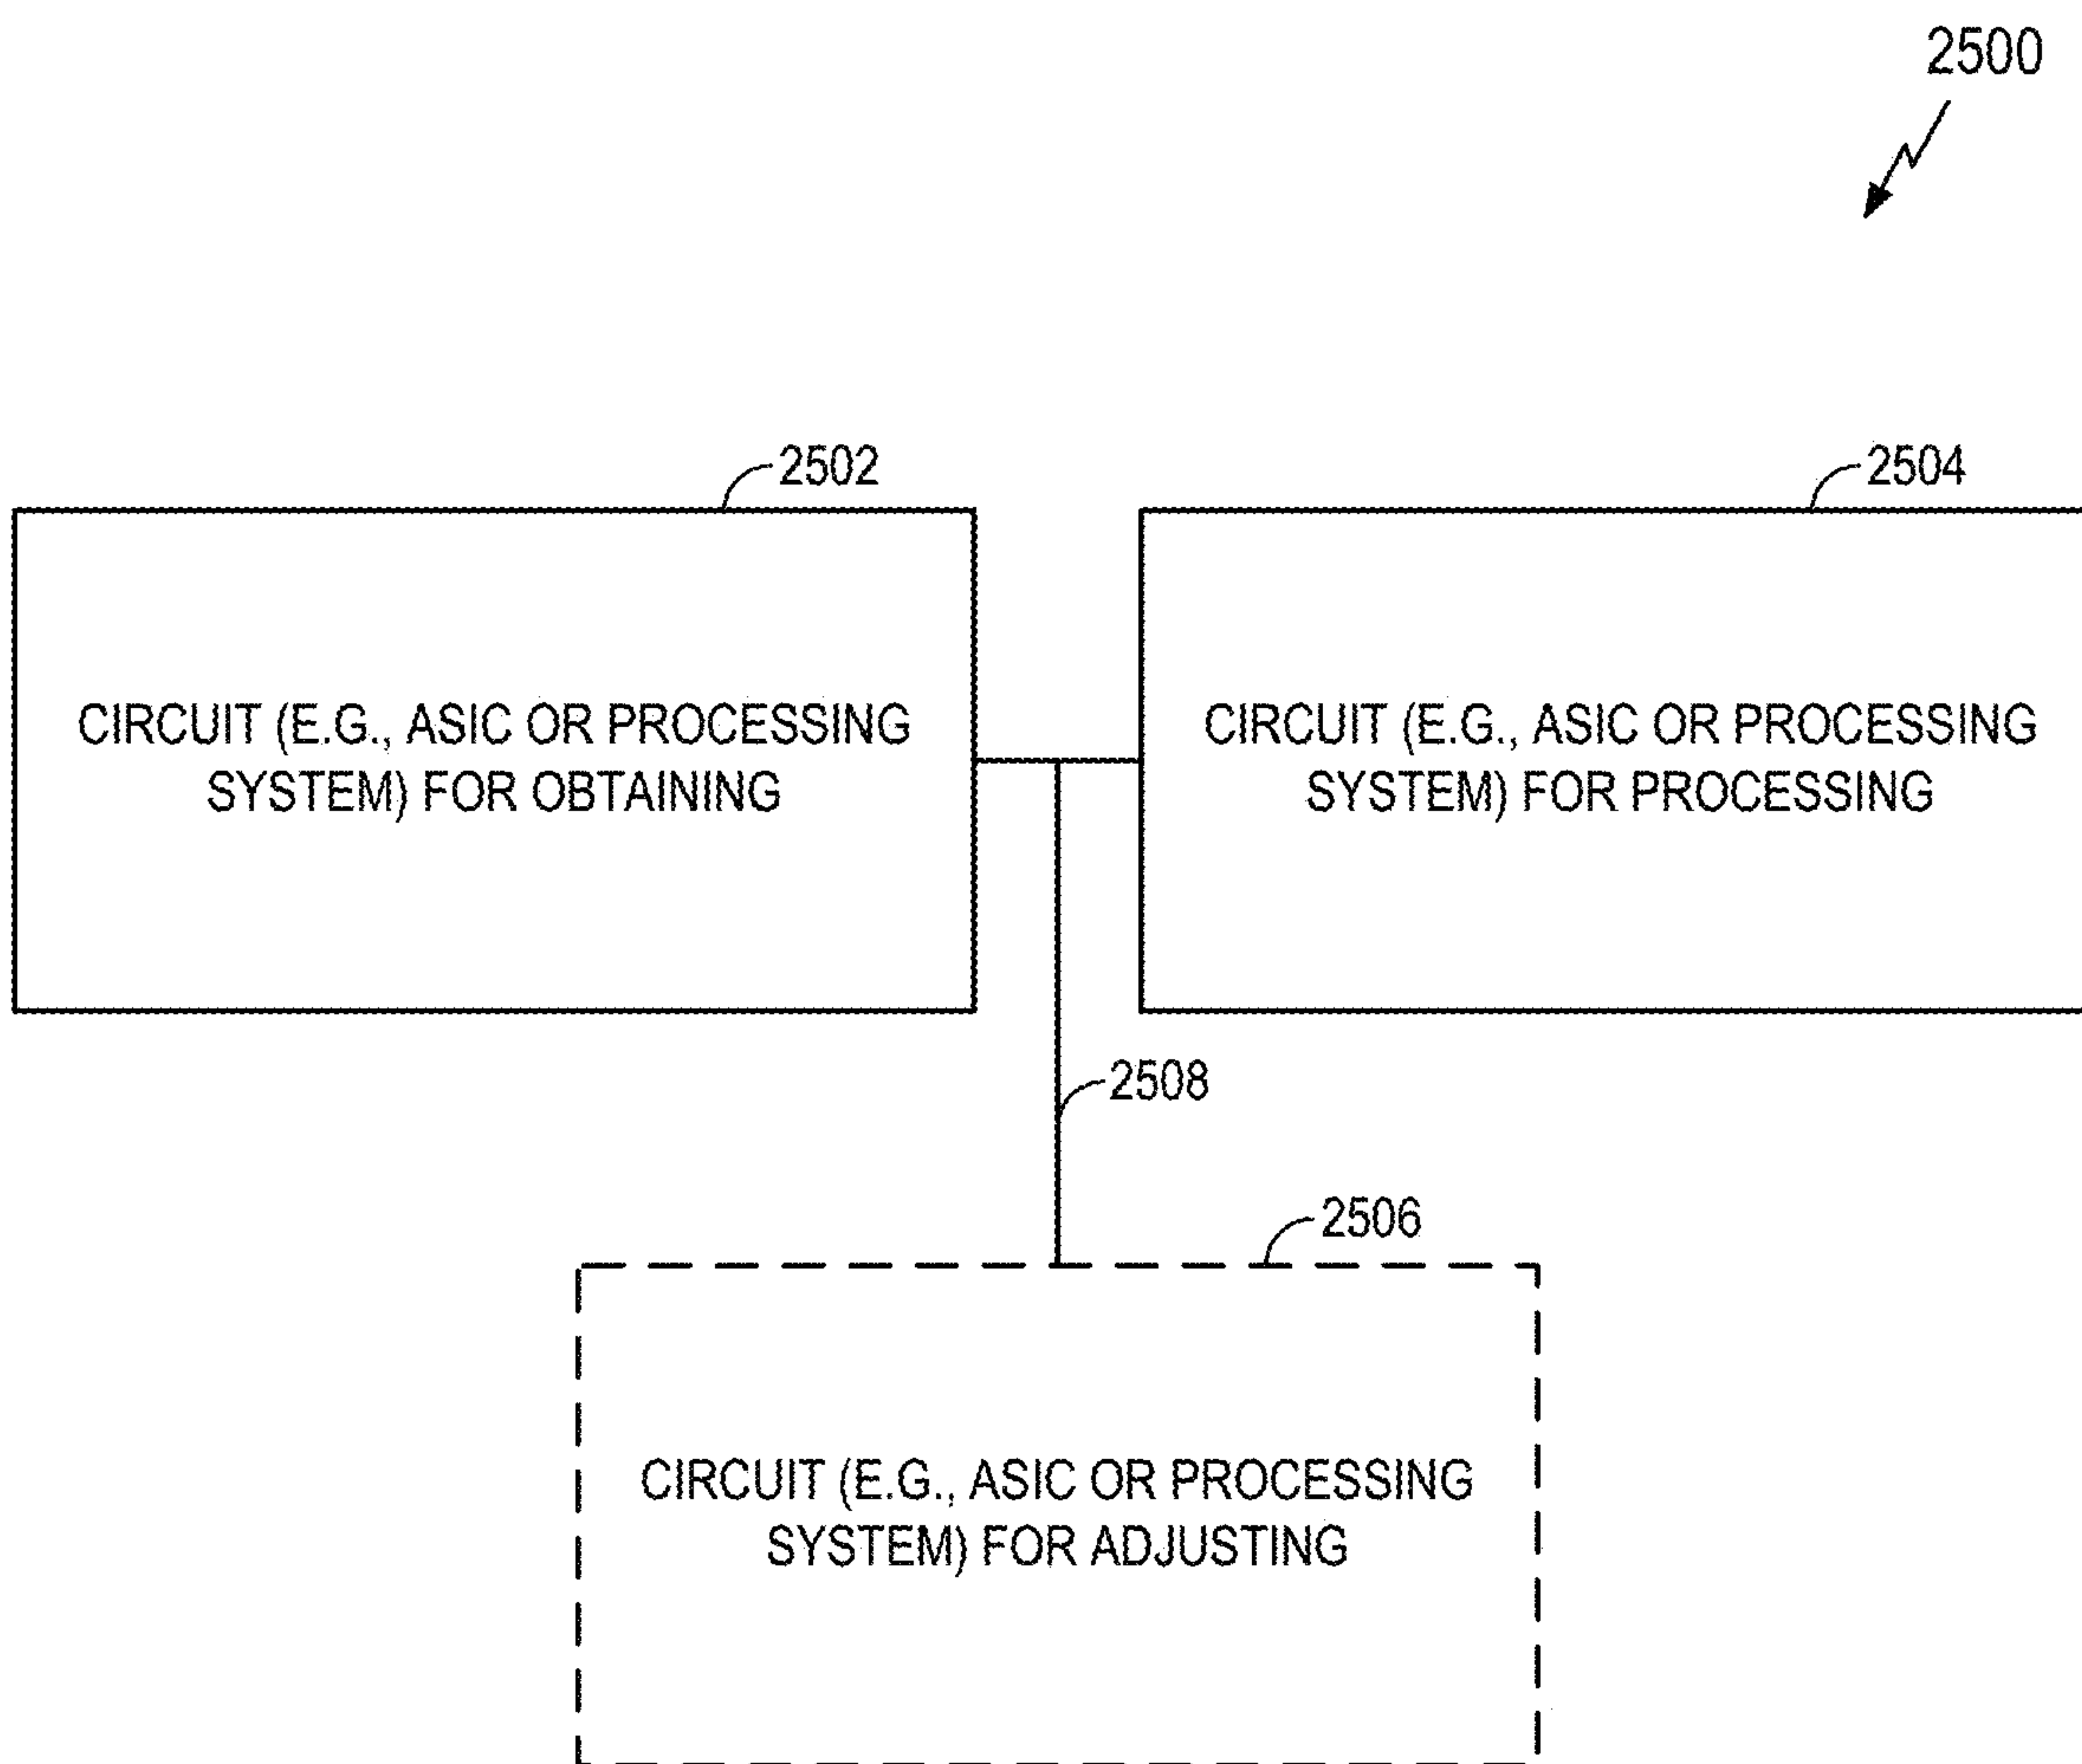 2500
2502
2504
CIRCUIT (E.G., ASIC OR PROCESSING
SYSTEM) FOR OBTAINING
CIRCUIT (E.G., ASIC OR PROCESSING
SYSTEM) FOR PROCESSING
2508
2506
CIRCUIT (E.G., ASIC OR PROCESSING
SYSTEM) FOR ADJUSTING